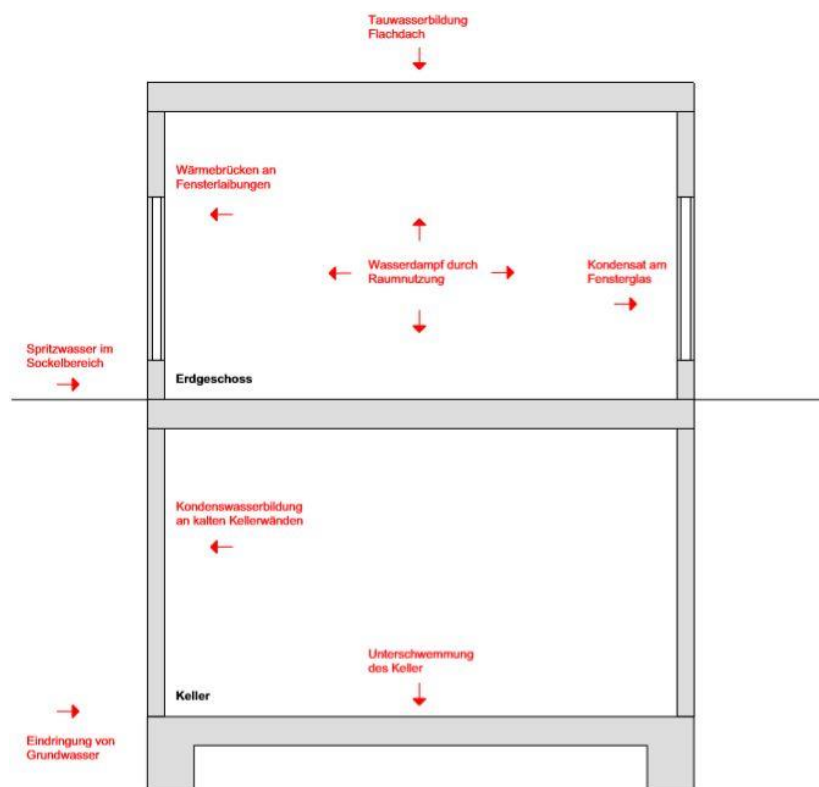 Tauwasserbildung
Flachdach
Wärmebrücken an
Fensterlaibungen
Wasserdampf durch
Raumnutzung
Kondensat am
Fensterglas
Spritzwasser im
Sockelbereich
Erdgeschoss
Kondenswasserbildung
an kalten Kellerwänden
Unterschwemmung
des Keller
Keller
Eindringung von
Grundwasser